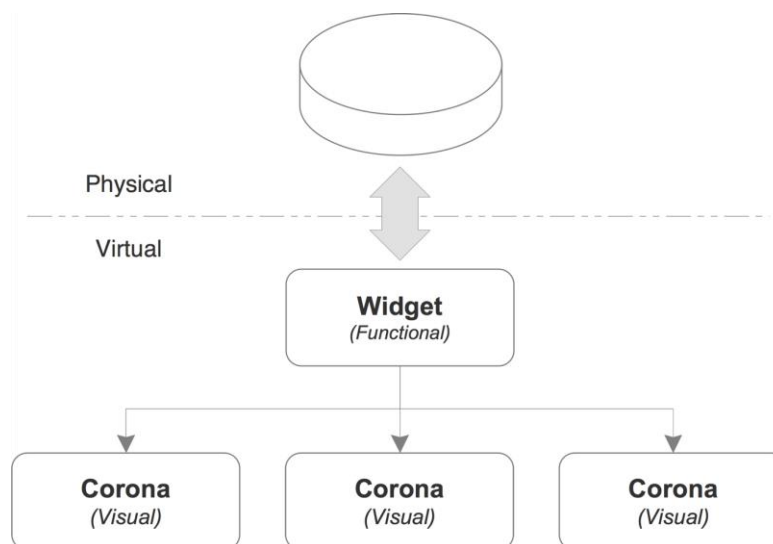 Physical
Virtual
Widget
(Functional)
Corona
(Visual)
Corona
(Visual)
Corona
(Visual)